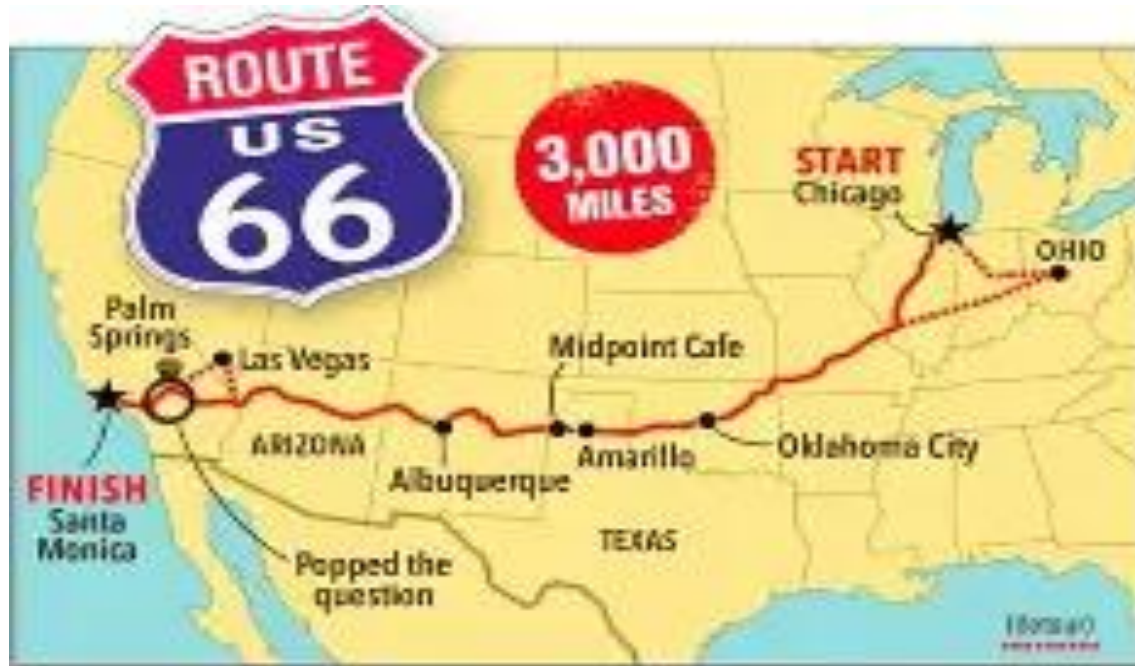 ROUTE
US
66
3,000
MILES
START
Chicago
OHIO
Palm
Springs
Las Vegas
Midpoint Cafe
ARIZONA
Albuquerque
Amarillo
Oklahoma City
FINISH
Santa
Monica
Popped the
question
TEXAS